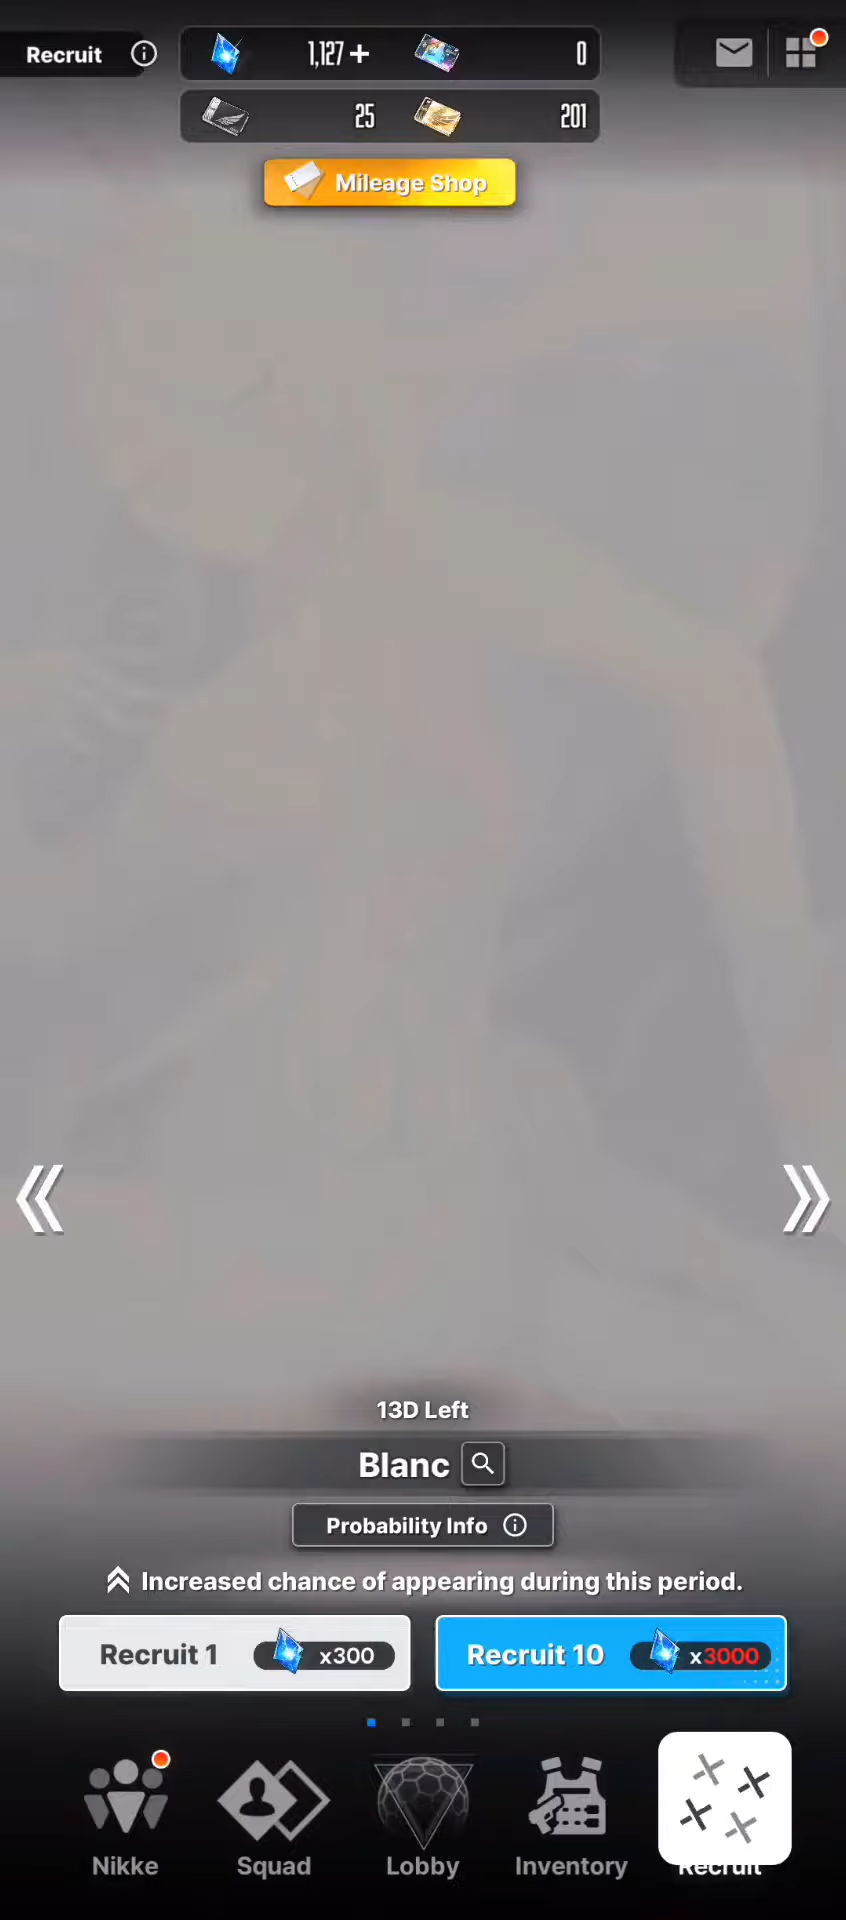 Recruit
1,127
0
25
201
Mileage Shop
13D Left
Blanc
Probability Info
Increased chance of appearing during this period.
Recruit 1 x300
Recruit 10 x3000
Nikke
Squad
Lobby
Inventory
Recruit